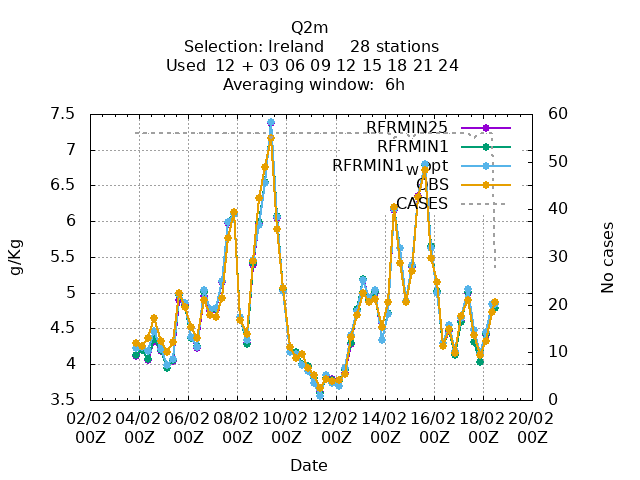 Q2m
Selection: Ireland 28 stations
Used 12 + 03 06 09 12 15 18 21 24
Averaging window: 6h
RFRMIN25
RFRMIN1
RFRMIN1wopt
OBS
CASES
7.5
7
6.5
6
5.5
5
4.5
4
3.5
60
50
40
30
20
10
0
g/Kg
No cases
02/02 04/02 06/02 08/02 10/02 12/02 14/02 16/02 18/02 20/02
00Z 00Z 00Z 00Z 00Z 00Z 00Z 00Z 00Z 00Z
Date